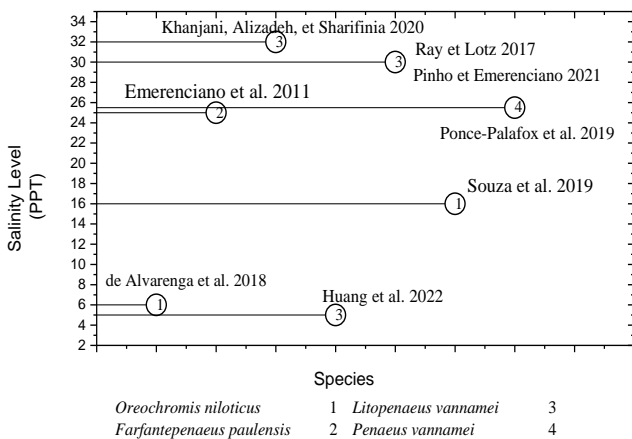 34
32
30
28
26
24
22
20
18
16
14
12
10
8
6
4
2
Salinity Level
(PPT)
Khanjani, Alizadeh, et Sharifinia 2020
3
Ray et Lotz 2017
3
Pinho et Emerenciano 2021
Emerenciano et al. 2011
2
4
Ponce-Palafox et al. 2019
Souza et al. 2019
1
de Alvarenga et al. 2018
1
Huang et al. 2022
3
Species
Oreochromis niloticus 1 Litopenaeus vannamei 3
Farfantepenaeus paulensis 2 Penaeus vannamei 4